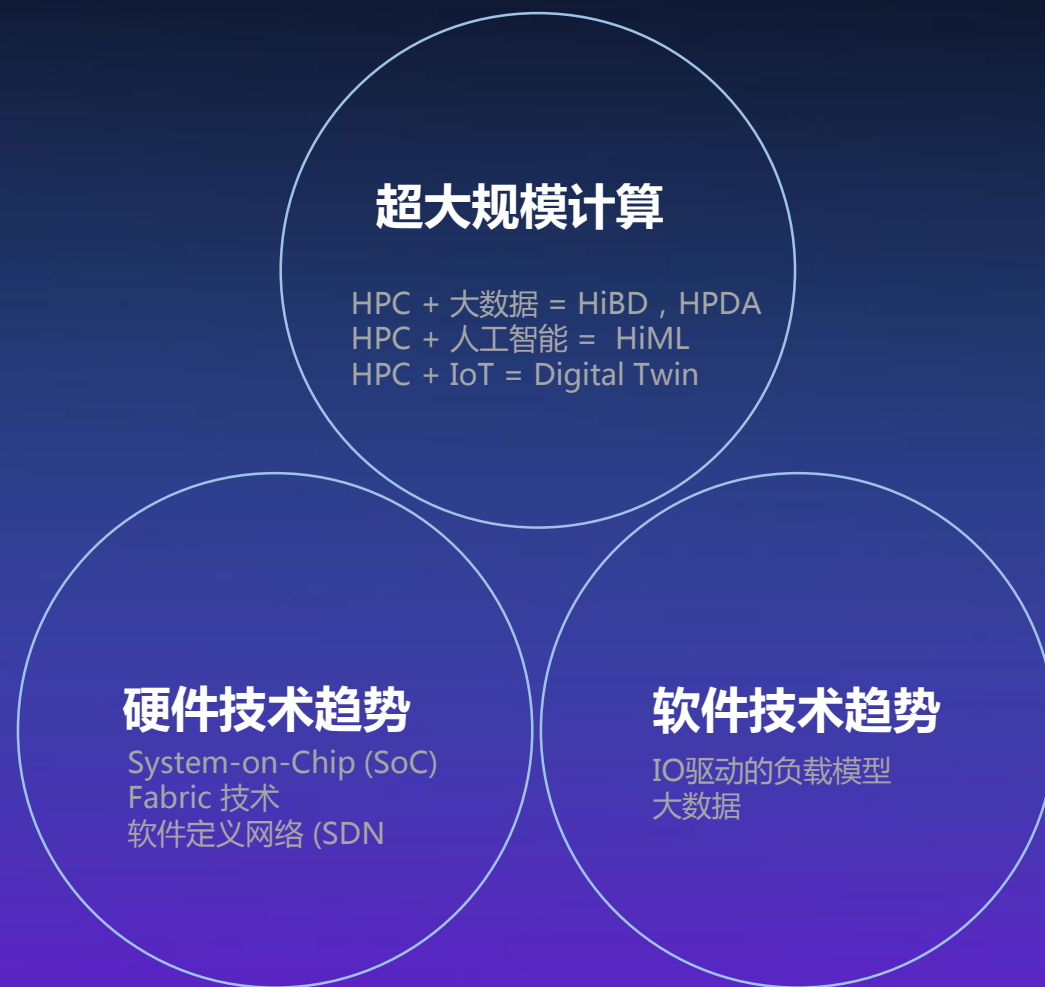 超大规模计算
HPC + 大数据 = HiBD，HPDA
HPC + 人工智能 = HiML
HPC + IoT = Digital Twin
硬件技术趋势
System-on-Chip (SoC)
Fabric 技术
软件定义网络 (SDN
软件技术趋势
IO驱动的负载模型
大数据